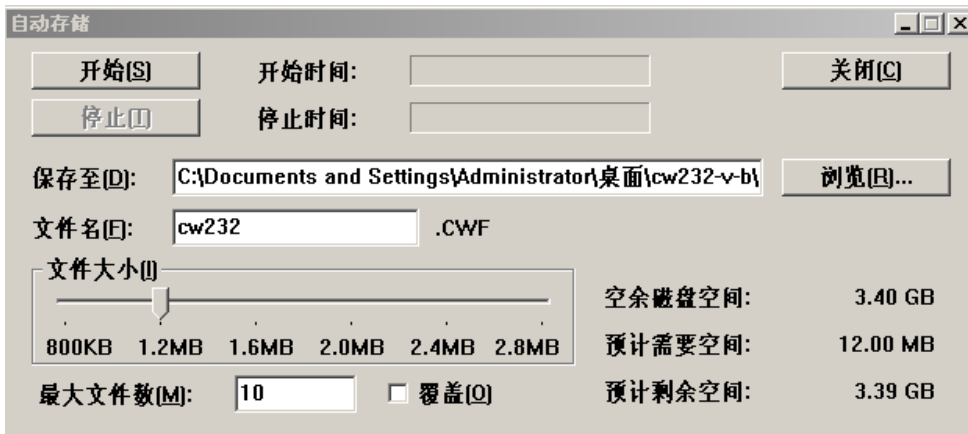 自动存储
开始(S) 开始时间: 关闭(C)
停止(T) 停止时间:
保存至(D): C:\Documents and Settings\Administrator\桌面\cw232-v-b\ 浏览(R)...
文件名(F): cw232 .CWF
文件大小(I)
800KB 1.2MB 1.6MB 2.0MB 2.4MB 2.8MB
空余磁盘空间: 3.40 GB
预计需要空间: 12.00 MB
最大文件数(M): 10 覆盖(O) 预计剩余空间: 3.39 GB